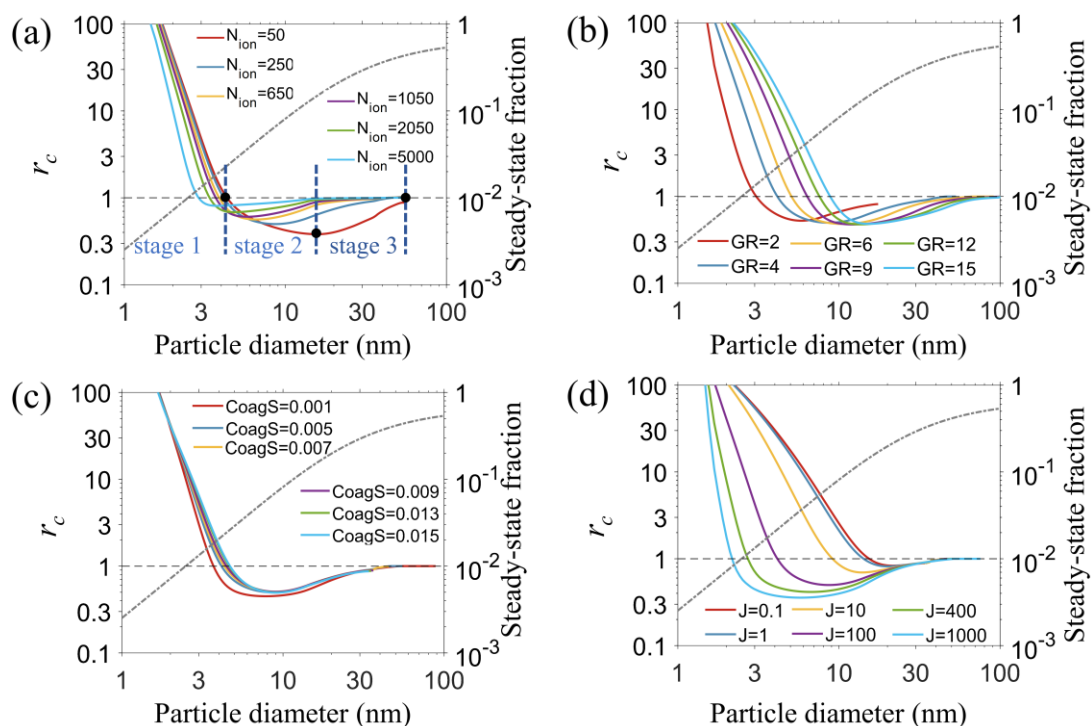 (a)
100
30
10
3
1
0.3
0.1
r_c
N_ion=50
N_ion=250
N_ion=650
N_ion=1050
N_ion=2050
N_ion=5000
stage 1
stage 2
stage 3
1
10^-1
10^-2
10^-3
Steady-state fraction
1 3 10 30 100
Particle diameter (nm)
(b)
100
30
10
3
1
0.3
0.1
r_c
GR=2 GR=6 GR=12
GR=4 GR=9 GR=15
1
10^-1
10^-2
10^-3
Steady-state fraction
1 3 10 30 100
Particle diameter (nm)
(c)
100
30
10
3
1
0.3
0.1
r_c
CoagS=0.001
CoagS=0.005
CoagS=0.007
CoagS=0.009
CoagS=0.013
CoagS=0.015
1
10^-1
10^-2
10^-3
Steady-state fraction
1 3 10 30 100
Particle diameter (nm)
(d)
100
30
10
3
1
0.3
0.1
r_c
J=0.1 J=10 J=400
J=1 J=100 J=1000
1
10^-1
10^-2
10^-3
Steady-state fraction
1 3 10 30 100
Particle diameter (nm)